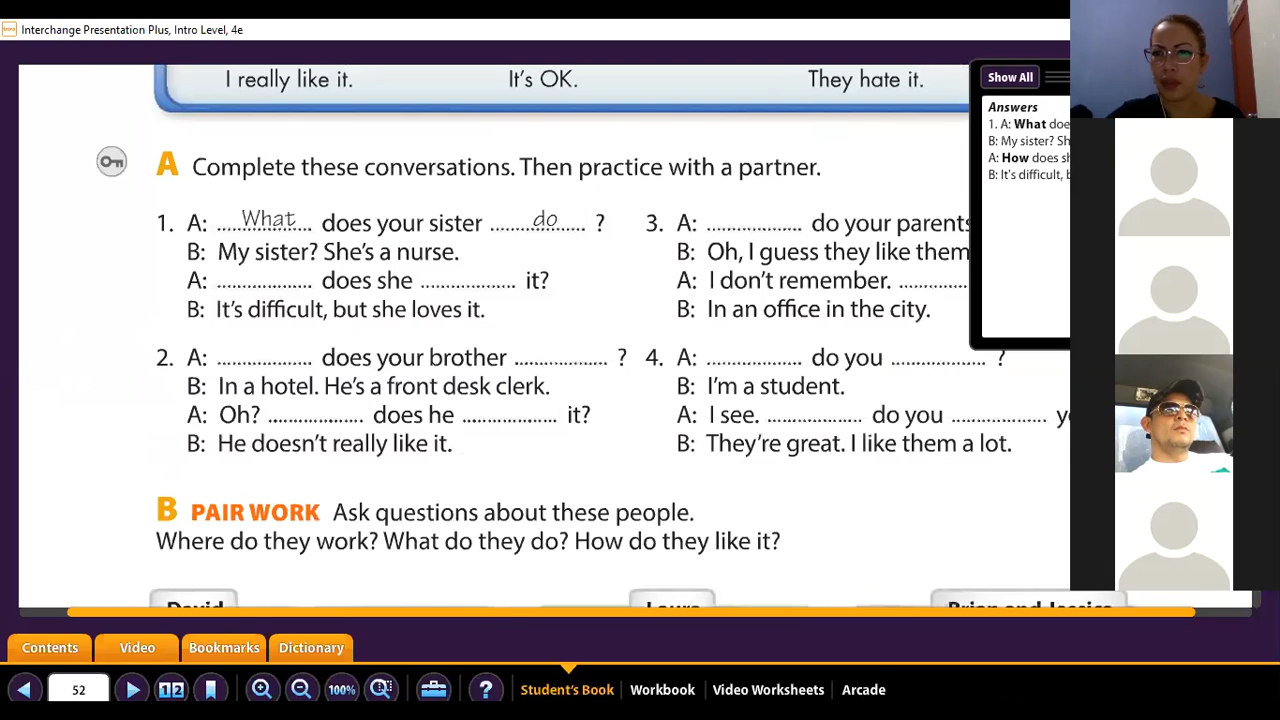 Interchange Presentation Plus, Intro Level, 4e
I really like it. It's OK. They hate it.
Show All
Answers
1. A: What doe
B: My sister? Sh
A: How does sh
B: It's difficult, b
A Complete these conversations. Then practice with a partner.
1. A: What does your sister do ?
B: My sister? She's a nurse.
A: ................ does she ................ it?
B: It's difficult, but she loves it.
2. A: ................ does your brother ................ ?
B: In a hotel. He's a front desk clerk.
A: Oh? ................ does he ................ it?
B: He doesn't really like it.
3. A: ................ do your parents
B: Oh, I guess they like them
A: I don't remember. ............
B: In an office in the city.
4. A: ................ do you ................ ?
B: I'm a student.
A: I see. ................ do you ................ y
B: They're great. I like them a lot.
B PAIR WORK Ask questions about these people.
Where do they work? What do they do? How do they like it?
David Laura Brian and Jessica
Contents Video Bookmarks Dictionary
52 1 2 100% ? Student's Book Workbook Video Worksheets Arcade